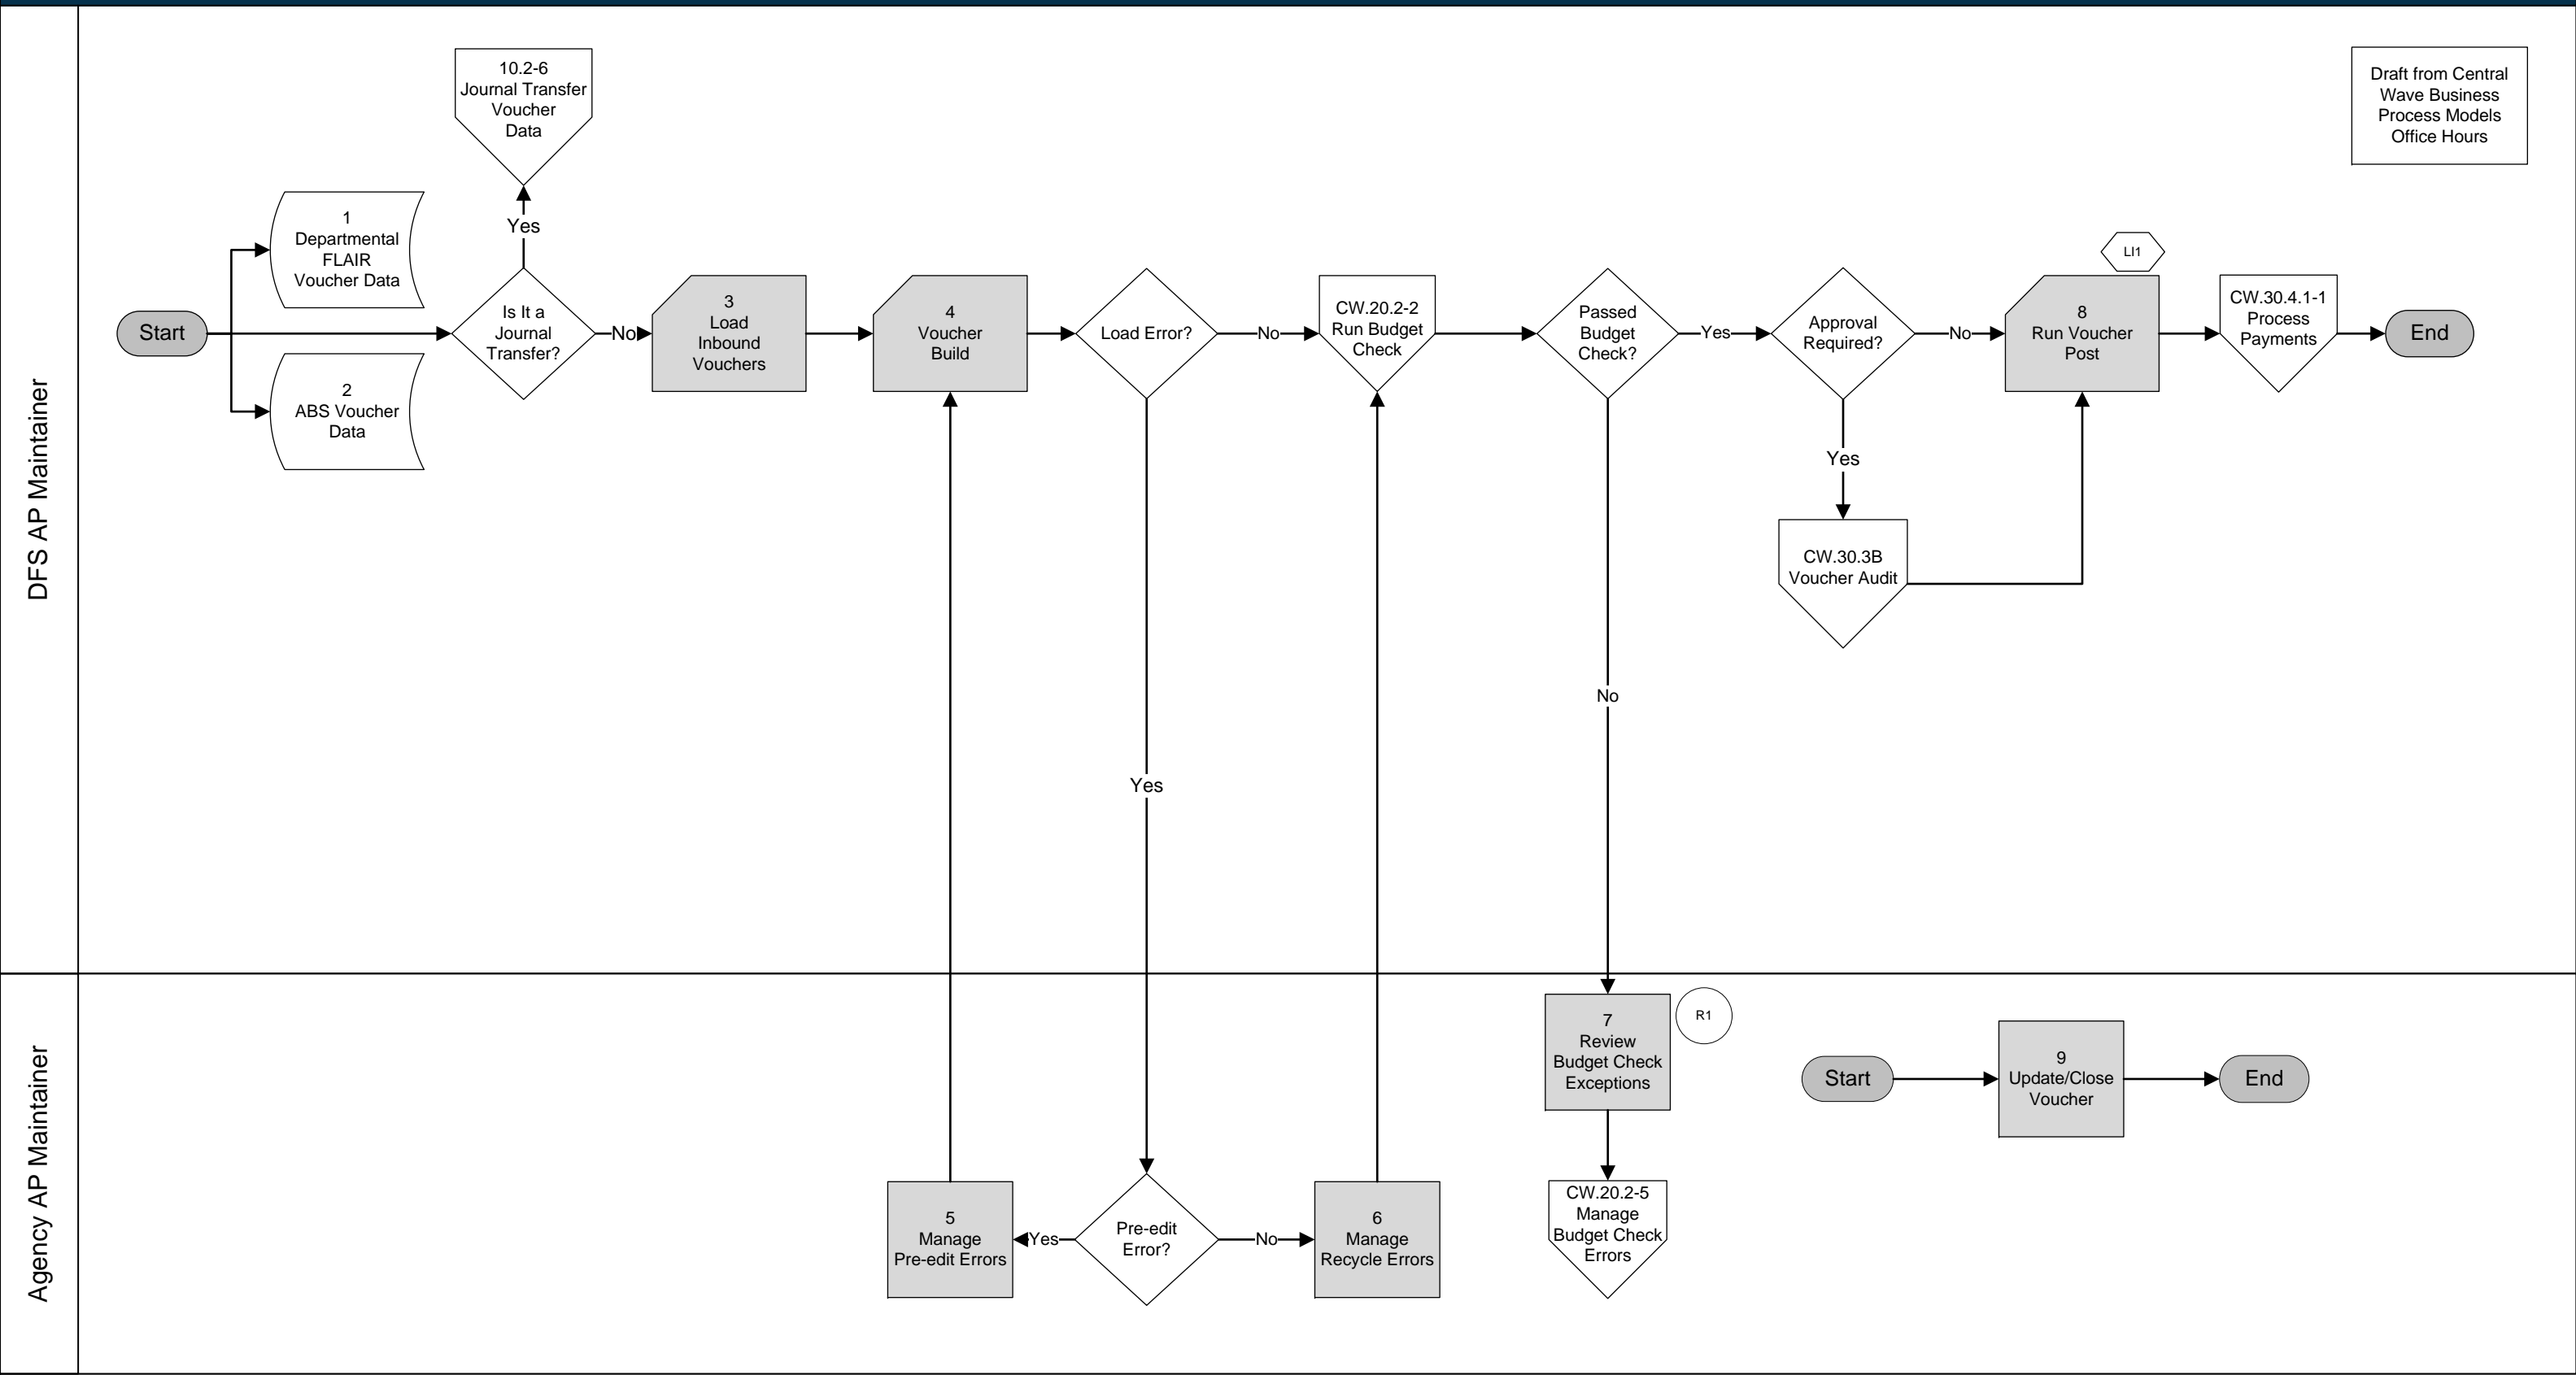 DFS AP Maintainer
10.2-6
Journal Transfer
Voucher
Data
Draft from Central
Wave Business
Process Models
Office Hours
Yes
1
Departmental
FLAIR
Voucher Data
LI1
Start
Is It a
Journal
Transfer?
No
3
Load
Inbound
Vouchers
4
Voucher
Build
Load Error?
No
CW.20.2-2
Run Budget
Check
Passed
Budget
Check?
Yes
Approval
Required?
No
8
Run Voucher
Post
CW.30.4.1-1
Process
Payments
End
2
ABS Voucher
Data
Yes
CW.30.3B
Voucher Audit
No
Yes
Agency AP Maintainer
7
Review
Budget Check
Exceptions
R1
Start
9
Update/Close
Voucher
End
5
Manage
Pre-edit Errors
Yes
Pre-edit
Error?
No
6
Manage
Recycle Errors
CW.20.2-5
Manage
Budget Check
Errors